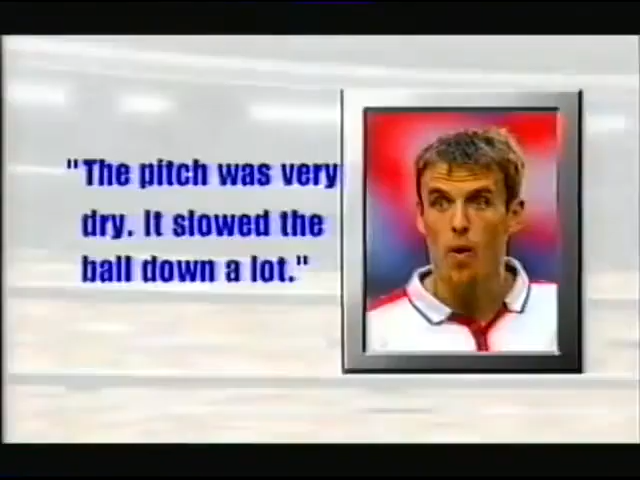 "The pitch was very
dry. It slowed the
ball down a lot."